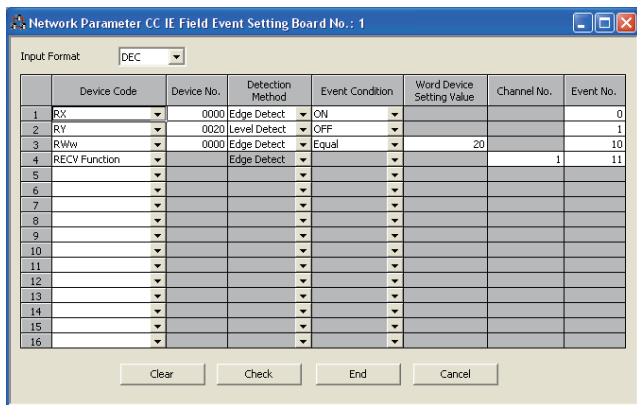 Network Parameter CC IE Field Event Setting Board No.: 1
Input Format DEC
Device Code Device No. Detection Method Event Condition Word Device Setting Value Channel No. Event No.
1 RX 0000 Edge Detect ON 0
2 RY 0020 Level Detect OFF 1
3 RWw 0000 Edge Detect Equal 20 10
4 RECV Function Edge Detect 1 11
5
6
7
8
9
10
11
12
13
14
15
16
Clear Check End Cancel